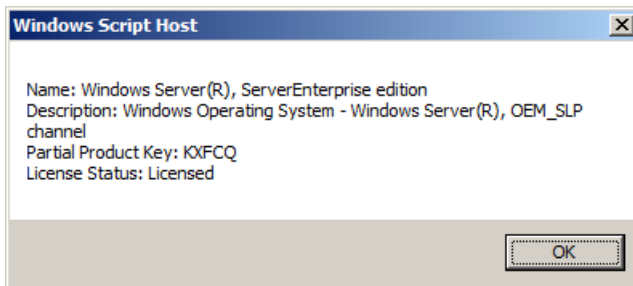 Windows Script Host
Name: Windows Server(R), ServerEnterprise edition
Description: Windows Operating System - Windows Server(R), OEM_SLP
channel
Partial Product Key: KXFCQ
License Status: Licensed
OK